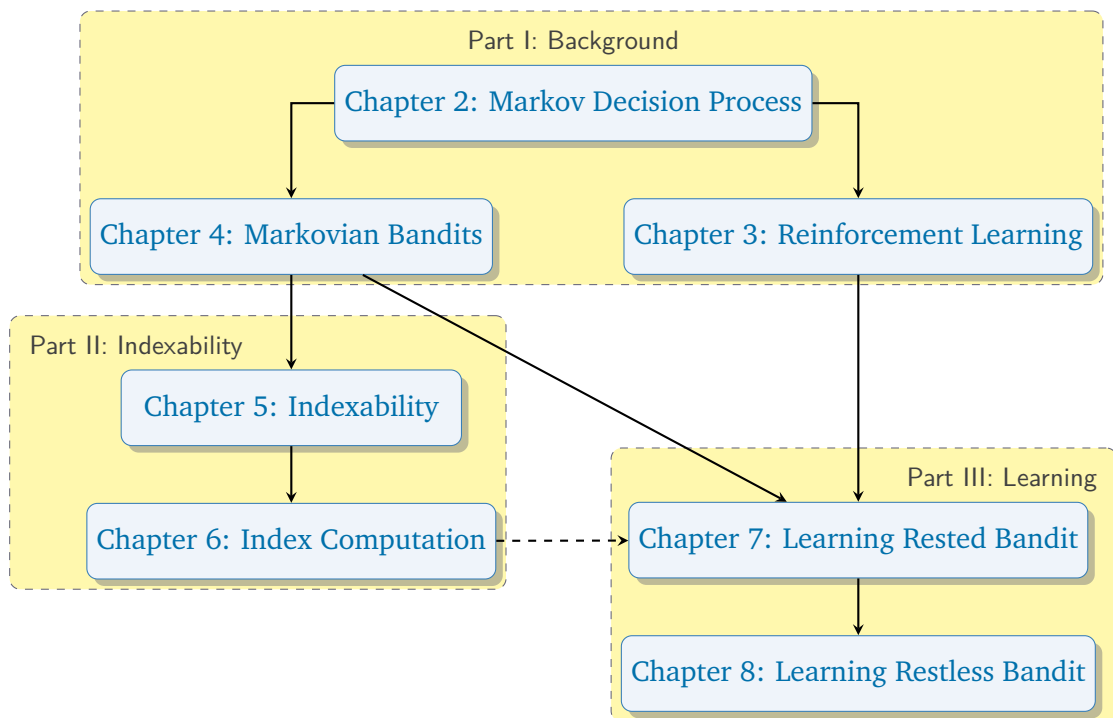 Part I: Background
Chapter 2: Markov Decision Process
Chapter 4: Markovian Bandits
Chapter 3: Reinforcement Learning
Part II: Indexability
Chapter 5: Indexability
Chapter 6: Index Computation
Part III: Learning
Chapter 7: Learning Rested Bandit
Chapter 8: Learning Restless Bandit